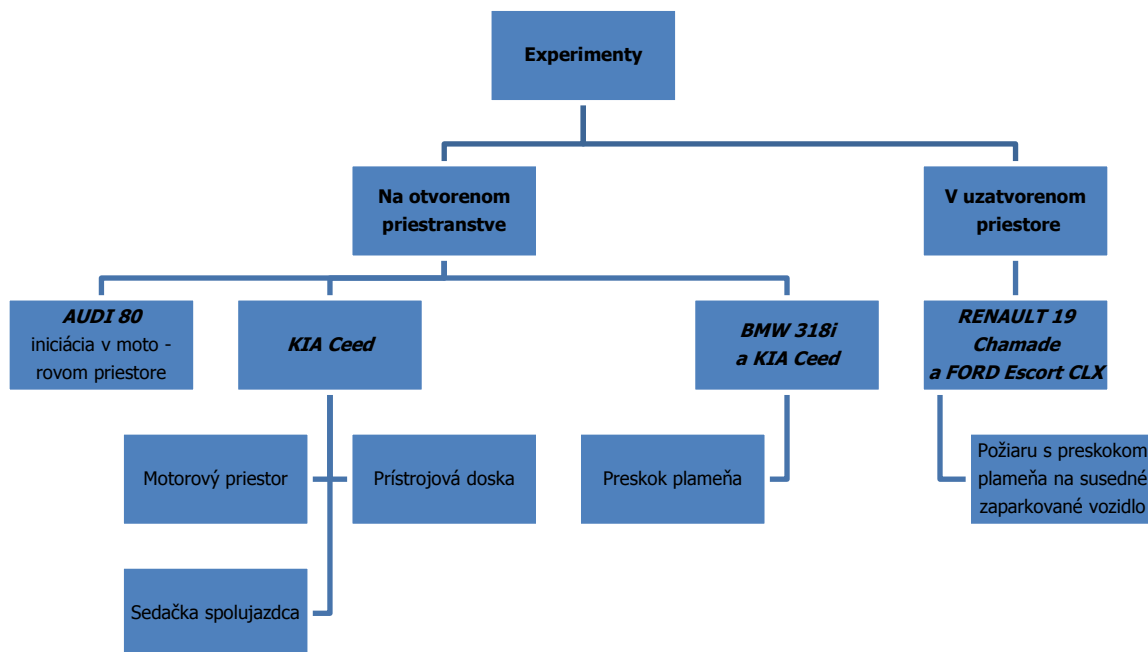 Experimenty
Na otvorenom
priestranstve
V uzatvorenom
priestore
AUDI 80
iniciácia v moto -
rovom priestore
KIA Ceed
BMW 318i
a KIA Ceed
RENAULT 19
Chamade
a FORD Escort CLX
Motorový priestor
Prístrojová doska
Preskok plameňa
Požiaru s preskokom
plameňa na susedné
zaparkované vozidlo
Sedačka spolujazdca